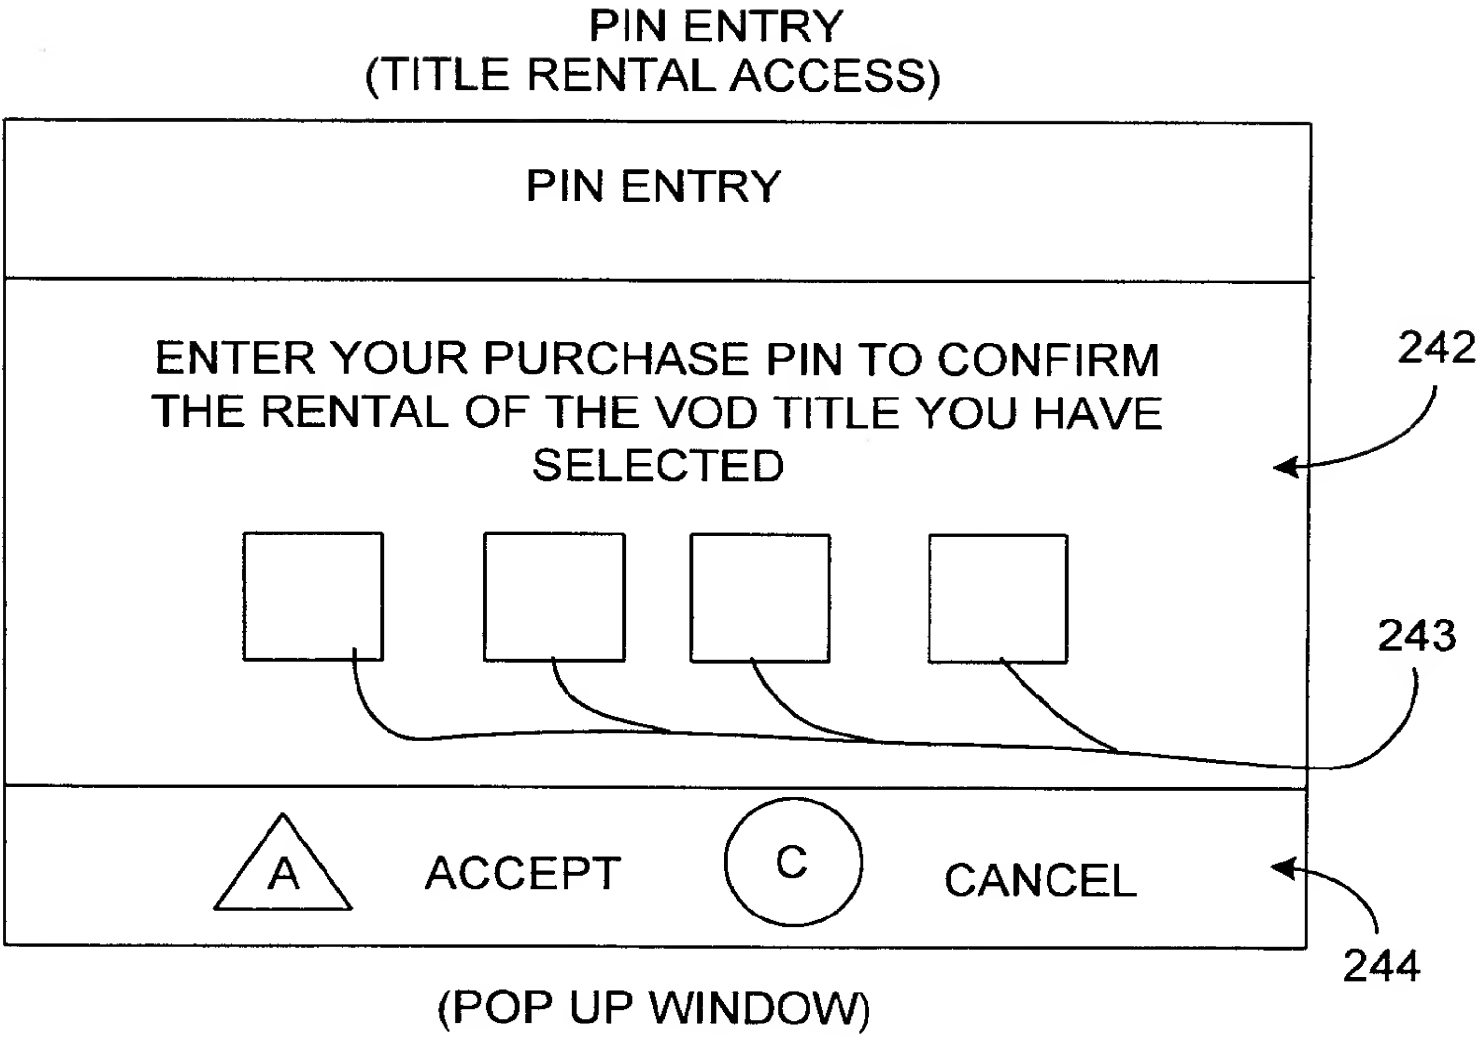 PIN ENTRY
(TITLE RENTAL ACCESS)
PIN ENTRY
ENTER YOUR PURCHASE PIN TO CONFIRM
THE RENTAL OF THE VOD TITLE YOU HAVE
SELECTED
242
243
A ACCEPT C CANCEL
244
(POP UP WINDOW)